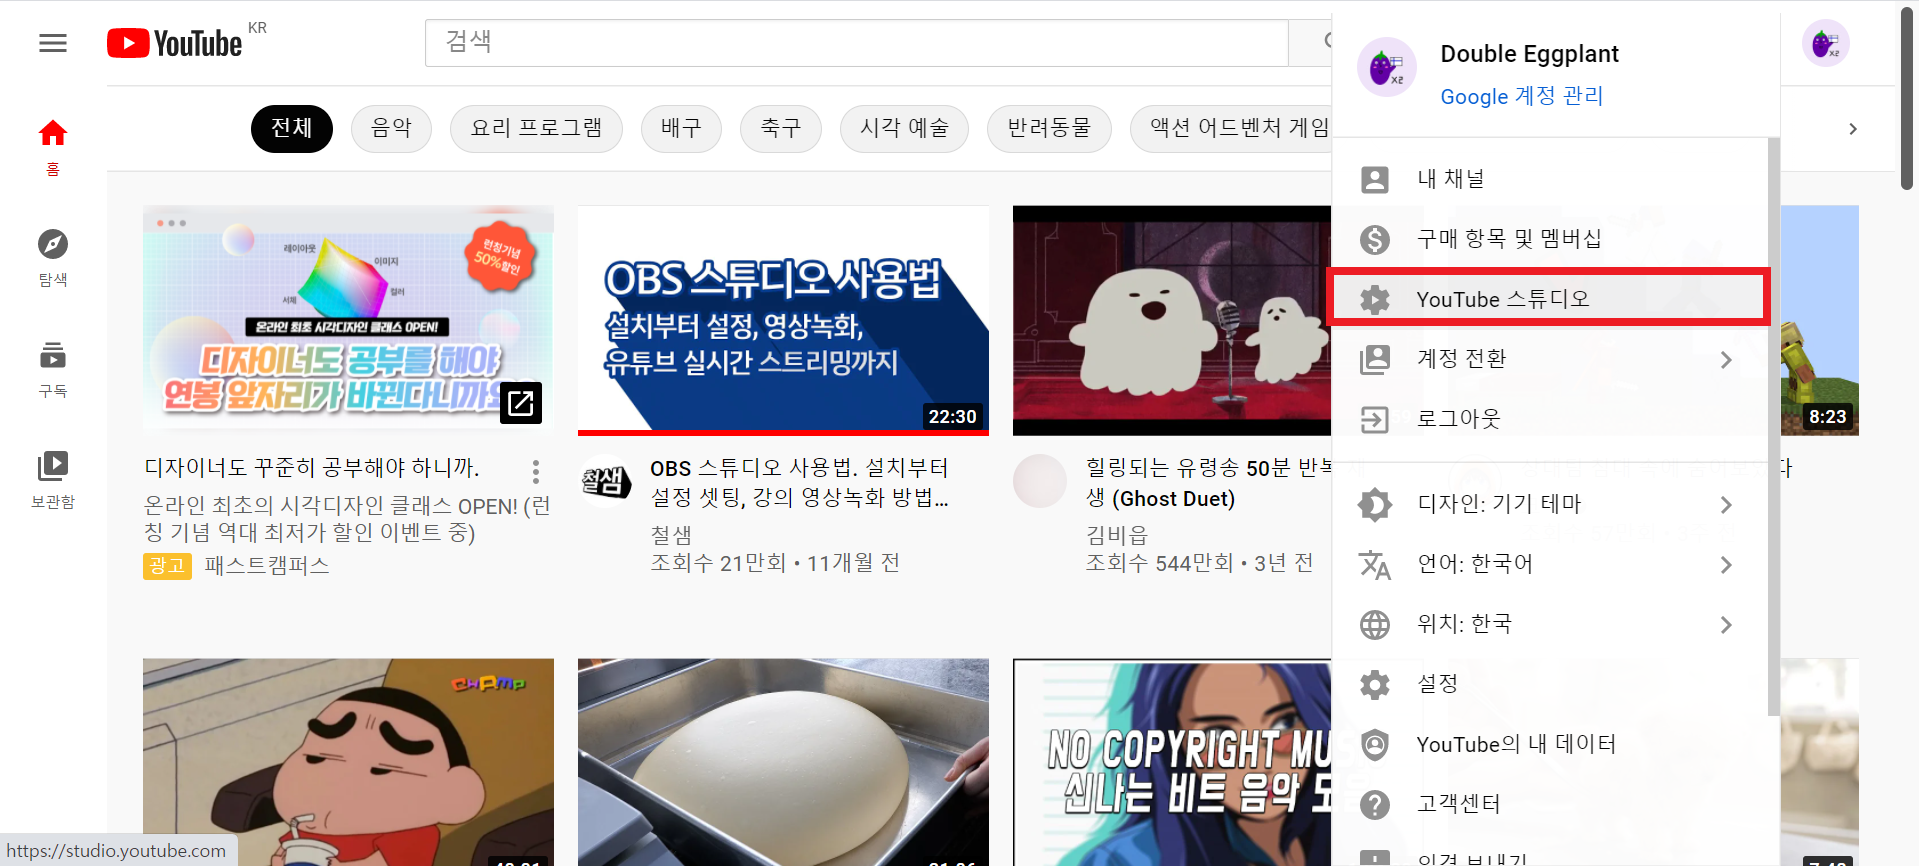 YouTube KR
검색
Double Eggplant
Google 계정 관리
전체
음악
요리 프로그램
배구
축구
시각 예술
반려동물
액션 어드벤처 게임
홈
탐색
구독
보관함
내 채널
구매 항목 및 멤버십
YouTube 스튜디오
계정 전환
로그아웃
디자인: 기기 테마
언어: 한국어
위치: 한국
설정
YouTube의 내 데이터
고객센터
의견 보내기
레이아웃
이미지
서체
컬러
런칭기념
50%할인
온라인 최초 시각디자인 클래스 OPEN!
디자이너도 공부를 해야
연봉 앞자리가 바뀐다니까요
디자이너도 꾸준히 공부해야 하니까.
온라인 최초의 시각디자인 클래스 OPEN! (런
칭 기념 역대 최저가 할인 이벤트 중)
광고 패스트캠퍼스
OBS 스튜디오 사용법
설치부터 설정, 영상녹화,
유튜브 실시간 스트리밍까지
22:30
철샘
OBS 스튜디오 사용법. 설치부터
설정 셋팅, 강의 영상녹화 방법...
철샘
조회수 21만회 • 11개월 전
힐링되는 유령송 50분 반복 재
생 (Ghost Duet)
김비읍
조회수 544만회 • 3년 전
8:23
CHAMP
NO COPYRIGHT MUS
신나는 비트 음악 모
X2
X2
https://studio.youtube.com